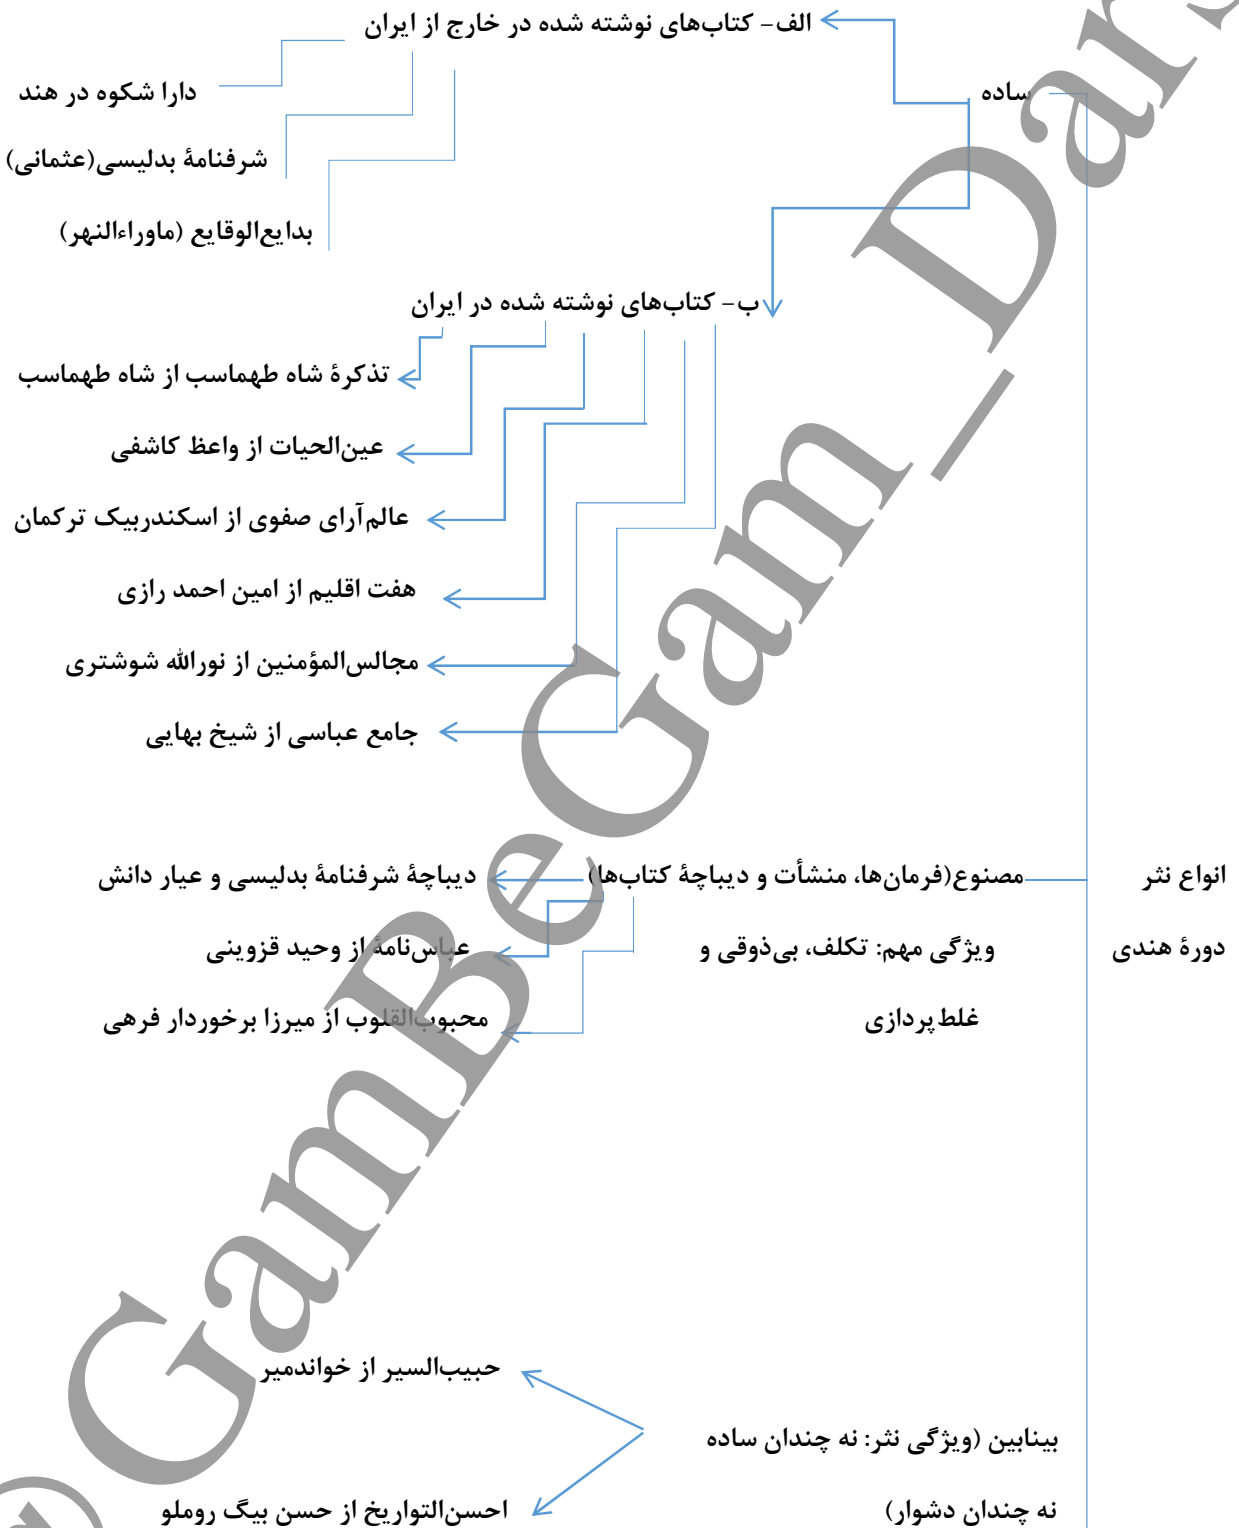 الف- کتاب‌های نوشته شده در خارج از ایران
ساده
دارا شکوه در هند
شرفنامهٔ بدلیسی(عثمانی)
بدایع‌الوقایع (ماوراءالنهر)
ب- کتاب‌های نوشته شده در ایران
تذکرهٔ شاه طهماسب از شاه طهماسب
عین‌الحیات از واعظ کاشفی
عالم‌آرای صفوی از اسکندربیک ترکمان
هفت اقلیم از امین احمد رازی
مجالس‌المؤمنین از نورالله شوشتری
جامع عباسی از شیخ بهایی
انواع نثر
دورهٔ هندی
مصنوع(فرمان‌ها، منشأت و دیباچهٔ کتاب‌ها)
ویژگی مهم: تکلف، بی‌ذوقی و
غلط‌پردازی
دیباچهٔ شرفنامهٔ بدلیسی و عیار دانش
عباس‌نامهٔ از وحید قزوینی
محبوب‌القلوب از میرزا برخوردار فرهی
حبیب‌السیر از خواندمیر
بینابین (ویژگی نثر: نه چندان ساده
نه چندان دشوار)
احسن‌التواریخ از حسن بیگ روملو
@GamBeGam_Dars